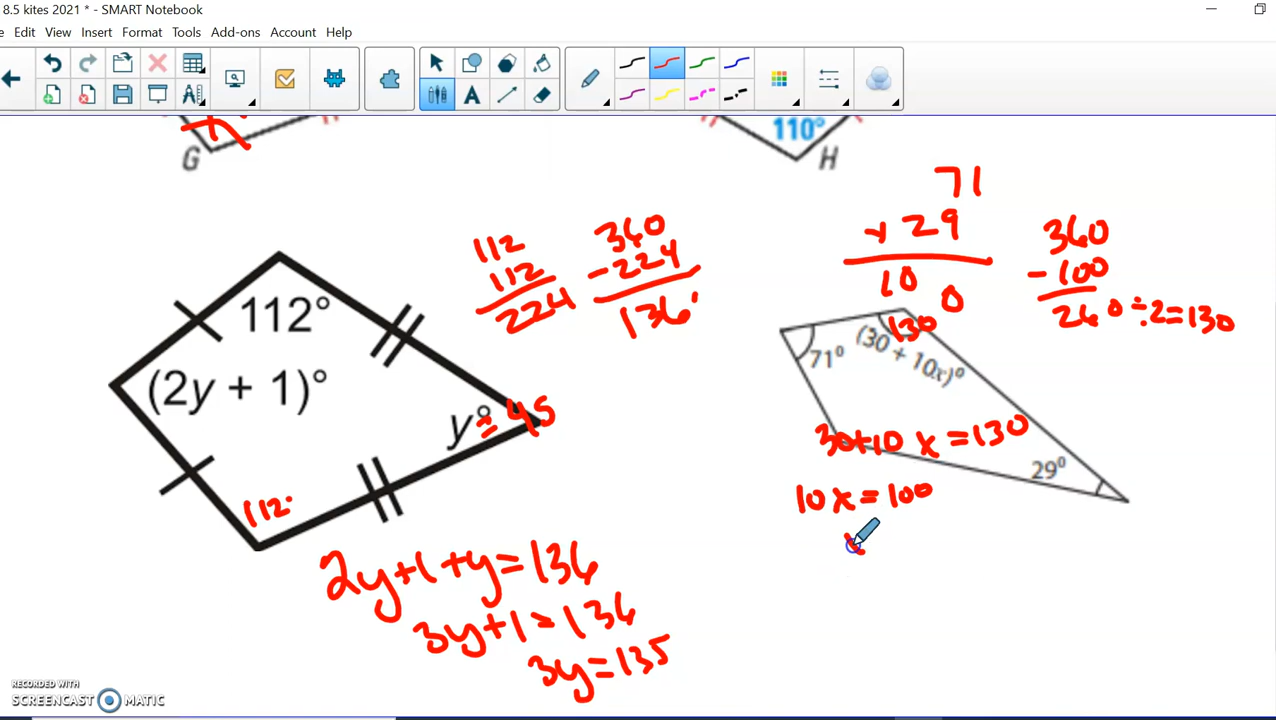 8.5 kites 2021 * - SMART Notebook
e Edit View Insert Format Tools Add-ons Account Help
G
110°
H
112
112
224
360
-224
136°
71
+ 29
100
360
- 100
260 ÷ 2 = 130
112°
(2y + 1)°
y° = 45
112°
2y+1+y=136
3y+1=136
3y=135
71°
130
(30 + 10x)°
29°
30+10x=130
10x=100
x
RECORDED WITH
SCREENCAST MATIC